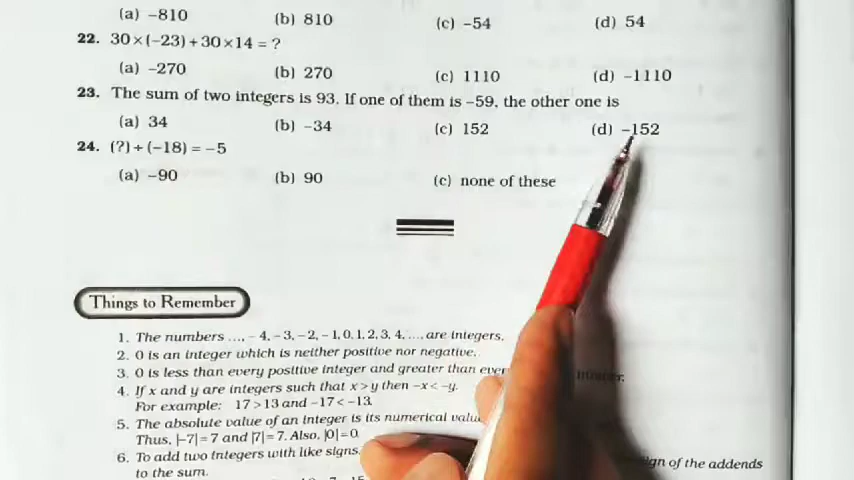 (a) -810 (b) 810 (c) -54 (d) 54
22. 30×(-23)+30×14 = ?
(a) -270 (b) 270 (c) 1110 (d) -1110
23. The sum of two integers is 93. If one of them is -59, the other one is
(a) 34 (b) -34 (c) 152 (d) -152
24. (?) ÷ (-18) = -5
(a) -90 (b) 90 (c) none of these
Things to Remember
1. The numbers ..., -4, -3, -2, -1, 0, 1, 2, 3, 4, ..., are integers.
2. 0 is an integer which is neither positive nor negative.
3. 0 is less than every positive integer and greater than integer.
4. If x and y are integers such that x > y then -x < -y.
For example: 17 > 13 and -17 < -13.
5. The absolute value of an integer is its numerical
Thus, |-7| = 7 and |7| = 7. Also, |0| = 0.
6. To add two integers with like signs, sign of the addends
to the sum.